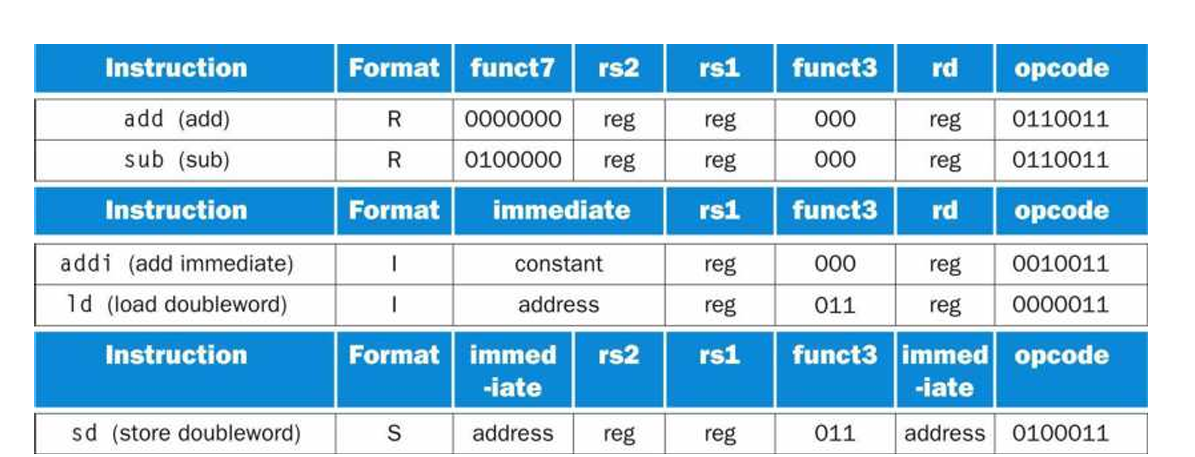 Instruction Format funct7 rs2 rs1 funct3 rd opcode
add (add) R 0000000 reg reg 000 reg 0110011
sub (sub) R 0100000 reg reg 000 reg 0110011
Instruction Format immediate rs1 funct3 rd opcode
addi (add immediate) I constant reg 000 reg 0010011
ld (load doubleword) I address reg 011 reg 0000011
Instruction Format immed rs2 rs1 funct3 immed opcode
-iate -iate
sd (store doubleword) S address reg reg 011 address 0100011